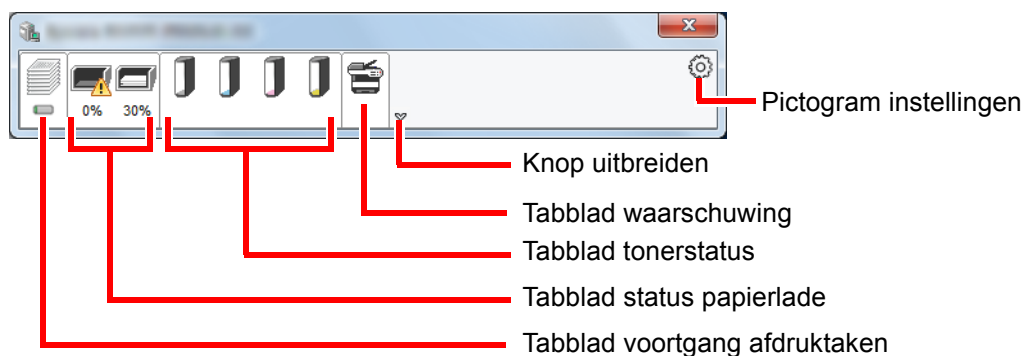 0% 30%
Pictogram instellingen
Knop uitbreiden
Tabblad waarschuwing
Tabblad tonerstatus
Tabblad status papierlade
Tabblad voortgang afdruktaken